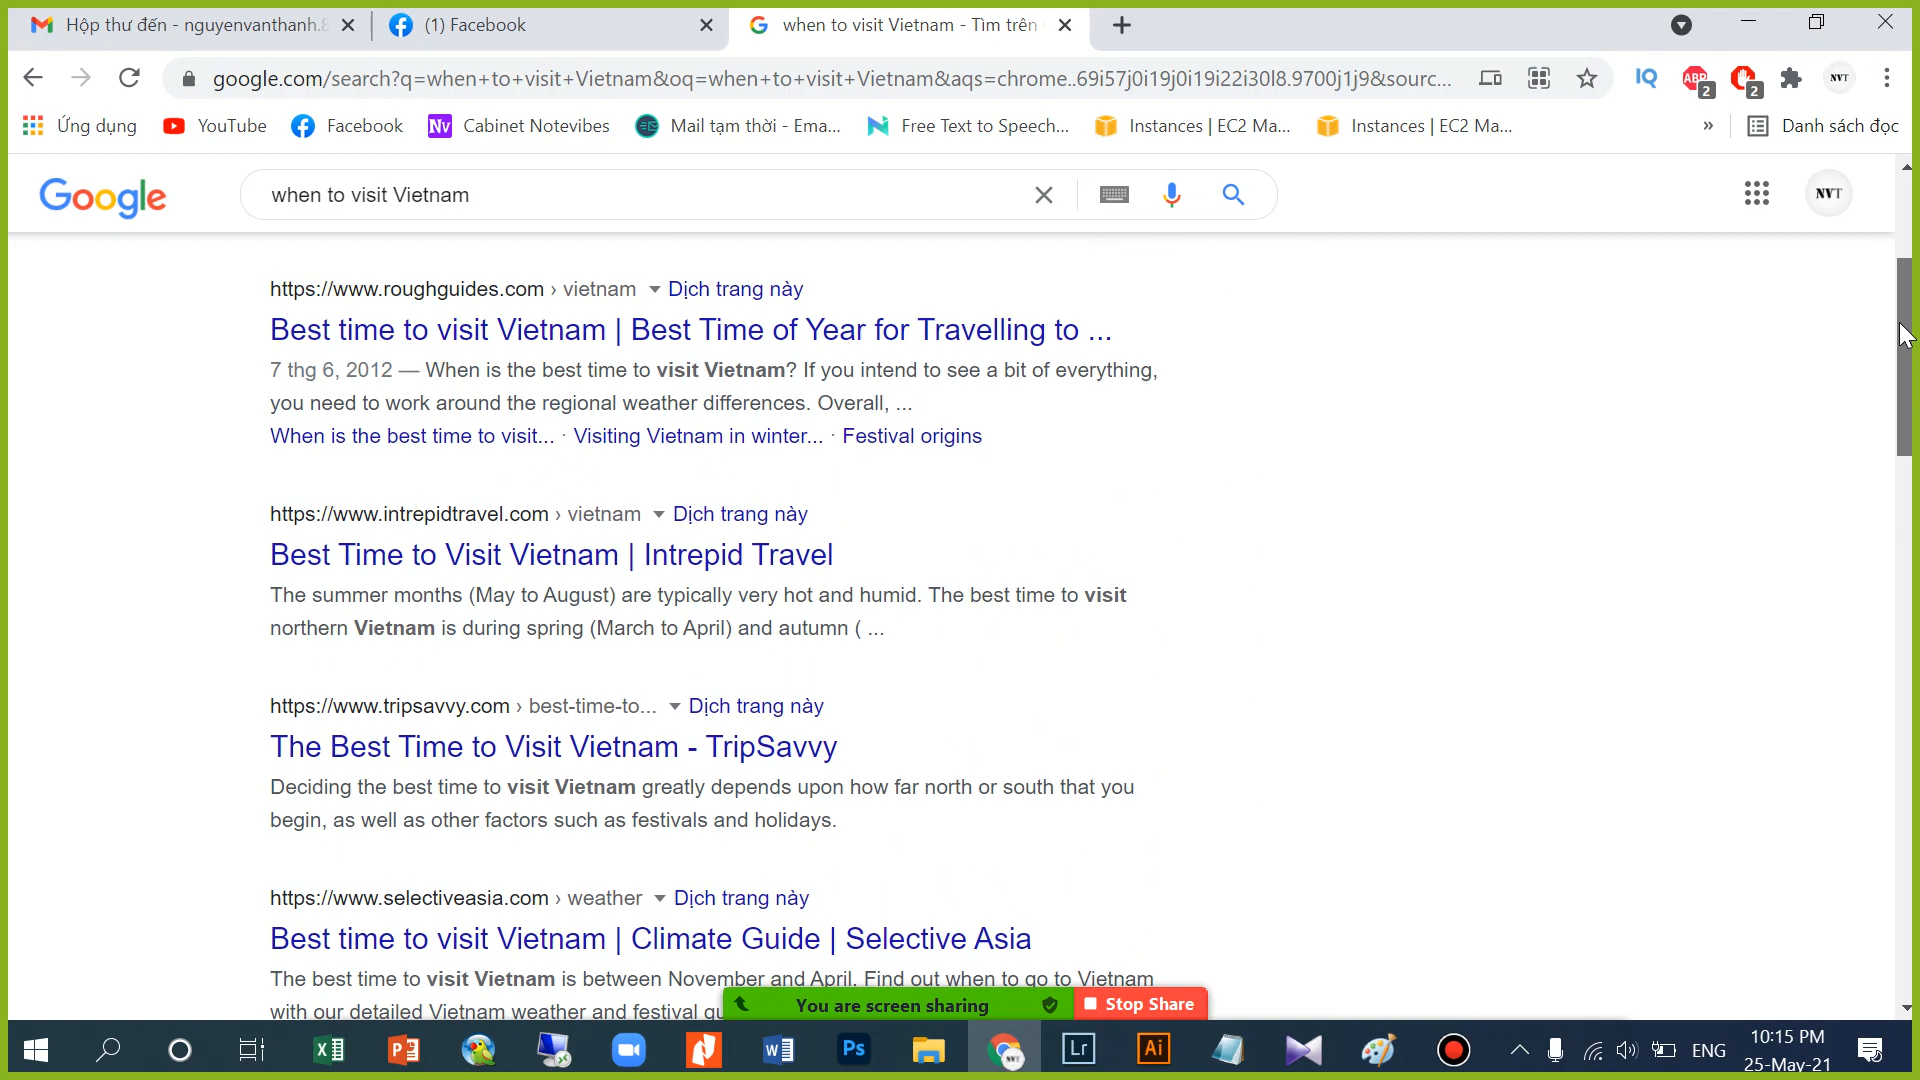 Hộp thư đến - nguyenvanthanh.8
(1) Facebook
when to visit Vietnam - Tìm trên
google.com/search?q=when+to+visit+Vietnam&oq=when+to+visit+Vietnam&aqs=chrome..69i57j0i19j0i19i22i30l8.9700j1j9&sourc...
IQ
ABP
2
2
NVT
Ứng dụng
YouTube
Facebook
Nv
Cabinet Notevibes
Mail tạm thời - Ema...
Free Text to Speech...
Instances | EC2 Ma...
Instances | EC2 Ma...
»
Danh sách đọc
Google
when to visit Vietnam
NVT
https://www.roughguides.com › vietnam Dịch trang này
Best time to visit Vietnam | Best Time of Year for Travelling to ...
7 thg 6, 2012 — When is the best time to visit Vietnam? If you intend to see a bit of everything,
you need to work around the regional weather differences. Overall, ...
When is the best time to visit... · Visiting Vietnam in winter... · Festival origins
https://www.intrepidtravel.com › vietnam Dịch trang này
Best Time to Visit Vietnam | Intrepid Travel
The summer months (May to August) are typically very hot and humid. The best time to visit
northern Vietnam is during spring (March to April) and autumn ( ...
https://www.tripsavvy.com › best-time-to... Dịch trang này
The Best Time to Visit Vietnam - TripSavvy
Deciding the best time to visit Vietnam greatly depends upon how far north or south that you
begin, as well as other factors such as festivals and holidays.
https://www.selectiveasia.com › weather Dịch trang này
Best time to visit Vietnam | Climate Guide | Selective Asia
The best time to visit Vietnam is between November and April. Find out when to go to Vietnam
with our detailed Vietnam weather and festival gu
You are screen sharing
Stop Share
Ps
Lr
Ai
ENG
10:15 PM
25-May-21